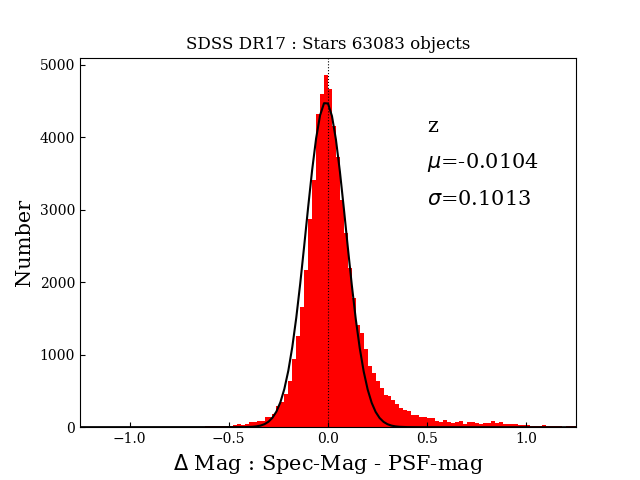 SDSS DR17 : Stars 63083 objects
5000
4000
3000
2000
1000
0
Number
z
μ=-0.0104
σ=0.1013
−1.0 −0.5 0.0 0.5 1.0
Δ Mag : Spec-Mag - PSF-mag